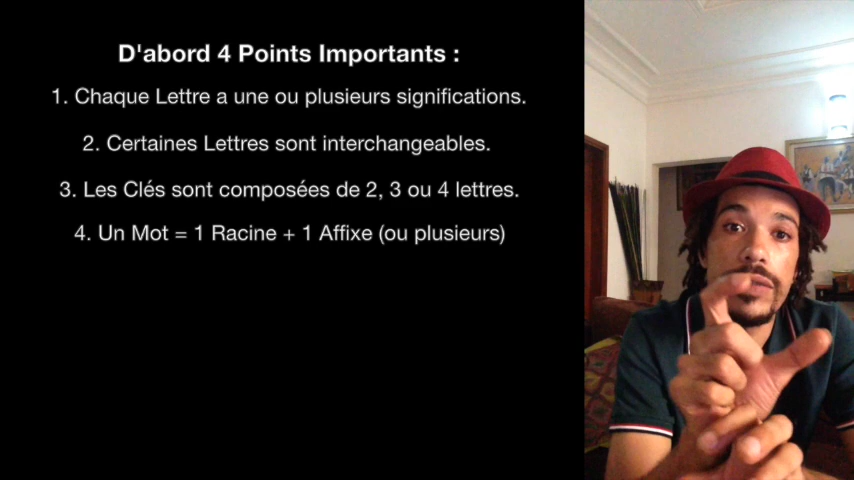 D'abord 4 Points Importants :
1. Chaque Lettre a une ou plusieurs significations.
2. Certaines Lettres sont interchangeables.
3. Les Clés sont composées de 2, 3 ou 4 lettres.
4. Un Mot = 1 Racine + 1 Affixe (ou plusieurs)